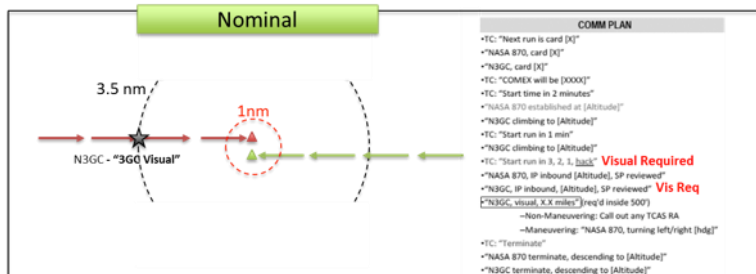 Nominal
3.5 nm
1nm
N3GC - "3GC Visual"
COMM PLAN
•TC: "Next run is card [X]"
•"NASA 870, card [X]"
•"N3GC, card [X]"
•TC: "COMEX will be [XXXX]"
•TC: "Start time in 2 minutes"
•"NASA 870 established at [Altitude]"
•"N3GC climbing to [Altitude]"
•TC: "Start run in 1 min"
•"N3GC climbing to [Altitude]"
•TC: "Start run in 3, 2, 1, hack" Visual Required
•"NASA 870, IP inbound [Altitude], SP reviewed"
•"N3GC, IP inbound, [Altitude], SP reviewed" Vis Req
•"N3GC, visual, X.X miles" (req'd inside 500')
–Non-Maneuvering: Call out any TCAS RA
–Maneuvering: "NASA 870, turning left/right [hdg]"
•TC: "Terminate"
•"NASA 870 terminate, descending to [Altitude]"
•"N3GC terminate, descending to [Altitude]"